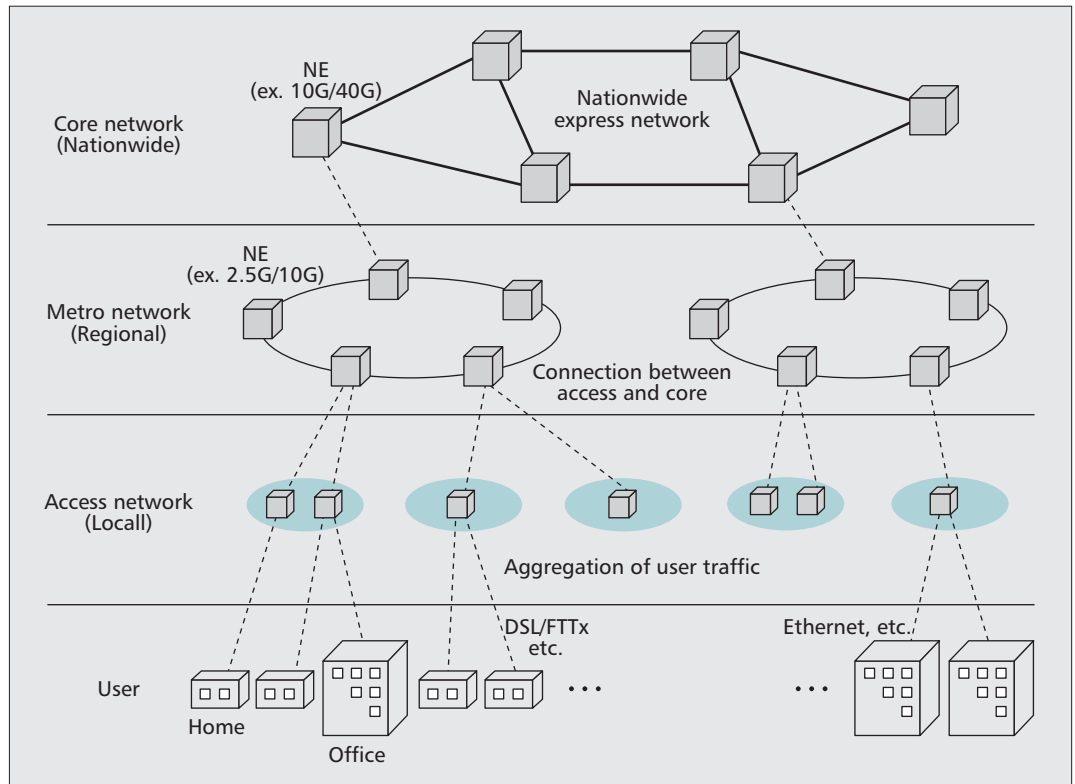 NE
(ex. 10G/40G)
Nationwide
express network
Core network
(Nationwide)
NE
(ex. 2.5G/10G)
Metro network
(Regional)
Connection between
access and core
Access network
(Locall)
Aggregation of user traffic
DSL/FTTx
etc.
Ethernet, etc.
User
...
...
Home
Office